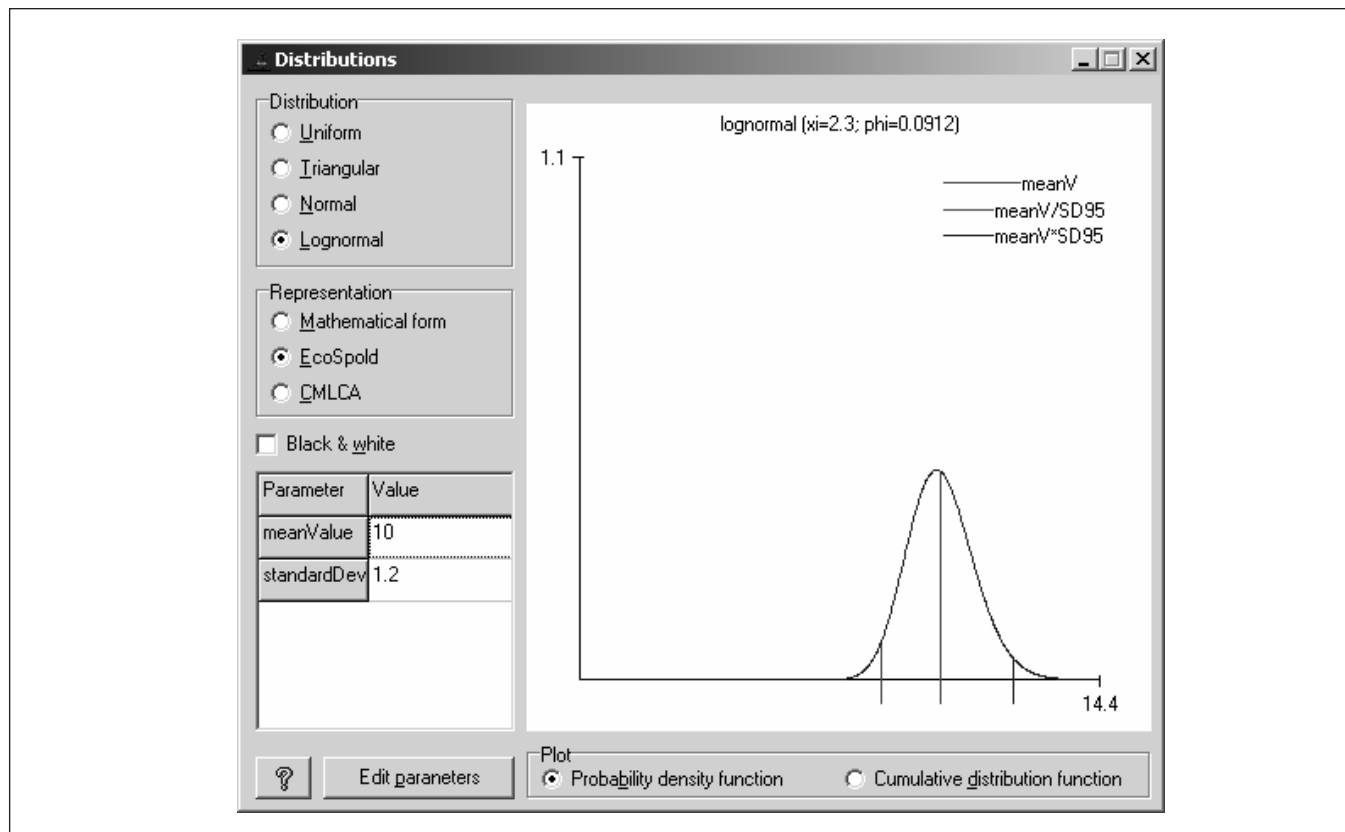 Distributions
Distribution
Uniform
Triangular
Normal
Lognormal
Representation
Mathematical form
EcoSpold
CMLCA
Black & white
Parameter Value
meanValue 10
standardDev 1.2
? Edit parameters
lognormal (xi=2.3; phi=0.0912)
1.1
meanV
meanV/SD95
meanV*SD95
14.4
Plot
Probability density function Cumulative distribution function